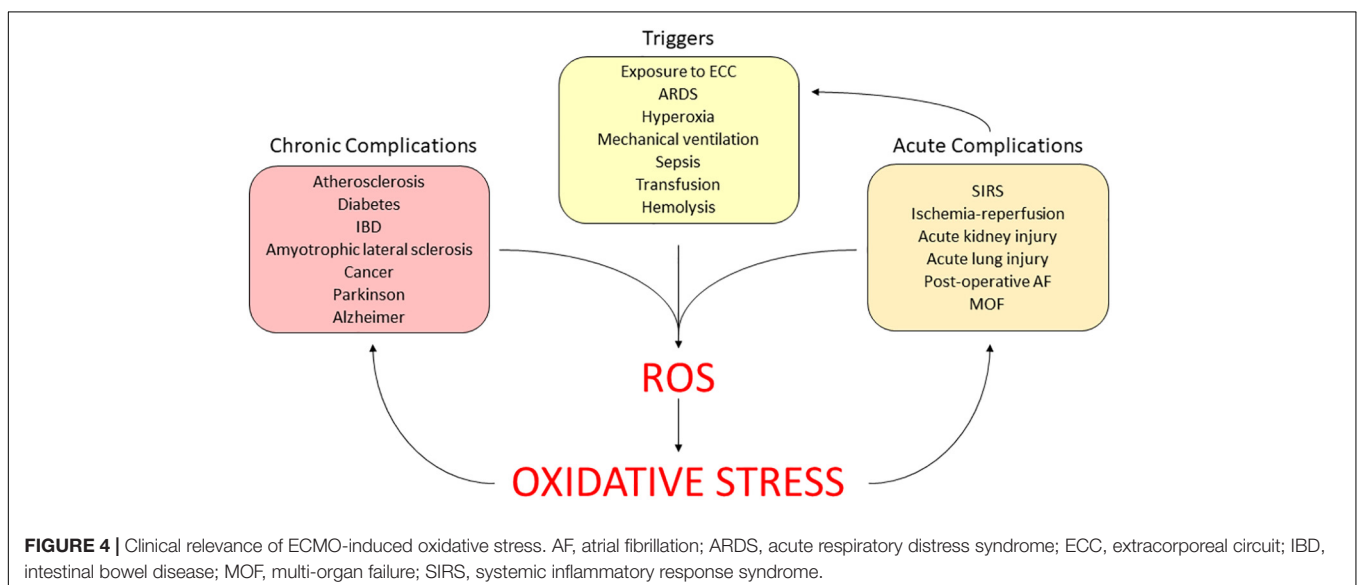 Triggers
Exposure to ECC
ARDS
Hyperoxia
Mechanical ventilation
Sepsis
Transfusion
Hemolysis
Chronic Complications
Atherosclerosis
Diabetes
IBD
Amyotrophic lateral sclerosis
Cancer
Parkinson
Alzheimer
Acute Complications
SIRS
Ischemia-reperfusion
Acute kidney injury
Acute lung injury
Post-operative AF
MOF
ROS
OXIDATIVE STRESS
FIGURE 4 | Clinical relevance of ECMO-induced oxidative stress. AF, atrial fibrillation; ARDS, acute respiratory distress syndrome; ECC, extracorporeal circuit; IBD,
intestinal bowel disease; MOF, multi-organ failure; SIRS, systemic inflammatory response syndrome.